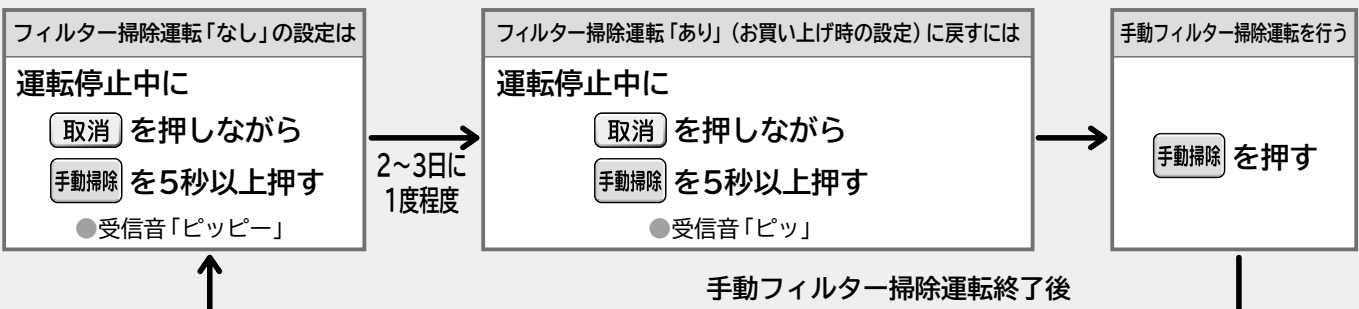 フィルター掃除運転「なし」の設定は
運転停止中に
取消 を押しながら
手動掃除 を5秒以上押す
●受信音「ピッピー」
2~3日に
1度程度
フィルター掃除運転「あり」(お買い上げ時の設定)に戻すには
運転停止中に
取消 を押しながら
手動掃除 を5秒以上押す
●受信音「ピッ」
手動フィルター掃除運転を行う
手動掃除 を押す
手動フィルター掃除運転終了後